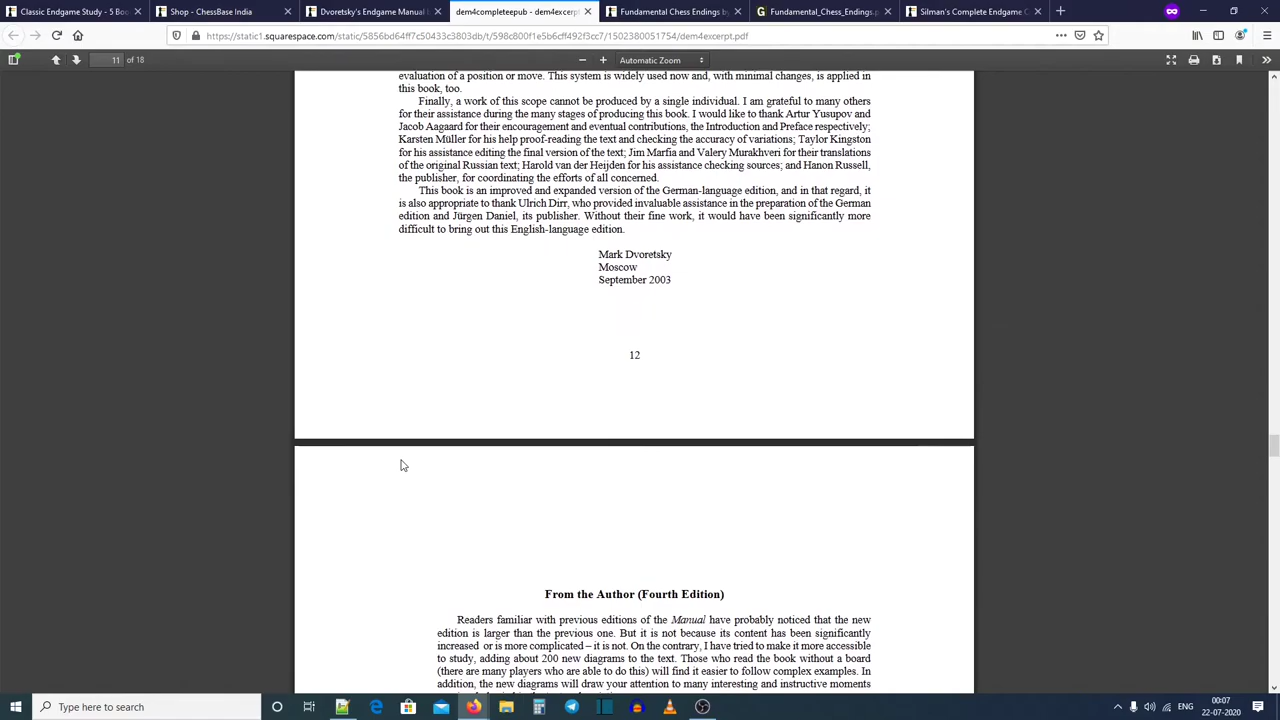 Classic Endgame Study - 5 Boo
Shop - ChessBase India
Dvoretsky's Endgame Manual
dem4completeepub - dem4excerpt
Fundamental Chess Endings by
Fundamental_Chess_Endings.p
Silman's Complete Endgame C
https://static1.squarespace.com/static/5856bd64ff7c50433c3803db/t/598c800f1e5b6cff492f3cc7/1502380051754/dem4excerpt.pdf
11 of 18
Automatic Zoom
evaluation of a position or move. This system is widely used now and, with minimal changes, is applied in
this book, too.
Finally, a work of this scope cannot be produced by a single individual. I am grateful to many others
for their assistance during the many stages of producing this book. I would like to thank Artur Yusupov and
Jacob Aagaard for their encouragement and eventual contributions, the Introduction and Preface respectively;
Karsten Müller for his help proof-reading the text and checking the accuracy of variations; Taylor Kingston
for his assistance editing the final version of the text; Jim Marfia and Valery Murakhveri for their translations
of the original Russian text; Harold van der Heijden for his assistance checking sources; and Hanon Russell,
the publisher, for coordinating the efforts of all concerned.
This book is an improved and expanded version of the German-language edition, and in that regard, it
is also appropriate to thank Ulrich Dirr, who provided invaluable assistance in the preparation of the German
edition and Jürgen Daniel, its publisher. Without their fine work, it would have been significantly more
difficult to bring out this English-language edition.
Mark Dvoretsky
Moscow
September 2003
12
From the Author (Fourth Edition)
Readers familiar with previous editions of the Manual have probably noticed that the new
edition is larger than the previous one. But it is not because its content has been significantly
increased or is more complicated – it is not. On the contrary, I have tried to make it more accessible
to study, adding about 200 new diagrams to the text. Those who read the book without a board
(there are many players who are able to do this) will find it easier to follow complex examples. In
addition, the new diagrams will draw your attention to many interesting and instructive moments
Type here to search
00:07
22-07-2020